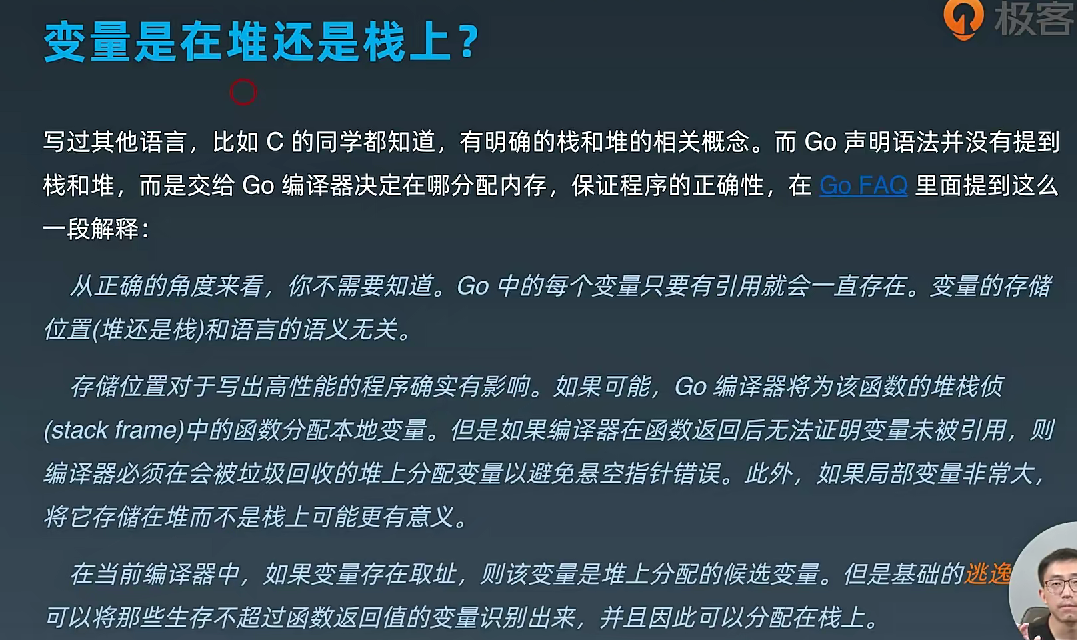 变量是在堆还是栈上？
极客
写过其他语言，比如 C 的同学都知道，有明确的栈和堆的相关概念。而 Go 声明语法并没有提到
栈和堆，而是交给 Go 编译器决定在哪分配内存，保证程序的正确性，在 Go FAQ 里面提到这么
一段解释：
从正确的角度来看，你不需要知道。Go 中的每个变量只要有引用就会一直存在。变量的存储
位置(堆还是栈)和语言的语义无关。
存储位置对于写出高性能的程序确实有影响。如果可能，Go 编译器将为该函数的堆栈侦
(stack frame)中的函数分配本地变量。但是如果编译器在函数返回后无法证明变量未被引用，则
编译器必须在会被垃圾回收的堆上分配变量以避免悬空指针错误。此外，如果局部变量非常大，
将它存储在堆而不是栈上可能更有意义。
在当前编译器中，如果变量存在取址，则该变量是堆上分配的候选变量。但是基础的逃逸
可以将那些生存不超过函数返回值的变量识别出来，并且因此可以分配在栈上。